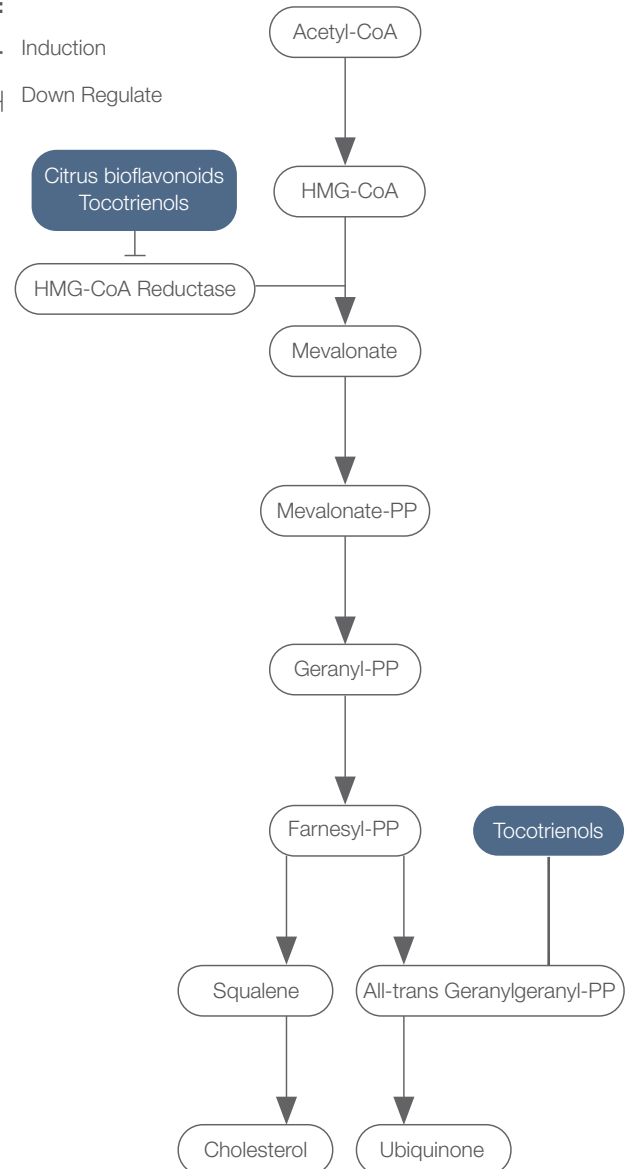 Induction
Down Regulate
Acetyl-CoA
Citrus bioflavonoids
Tocotrienols
HMG-CoA
HMG-CoA Reductase
Mevalonate
Mevalonate-PP
Geranyl-PP
Farnesyl-PP
Tocotrienols
Squalene
All-trans Geranylgeranyl-PP
Cholesterol
Ubiquinone